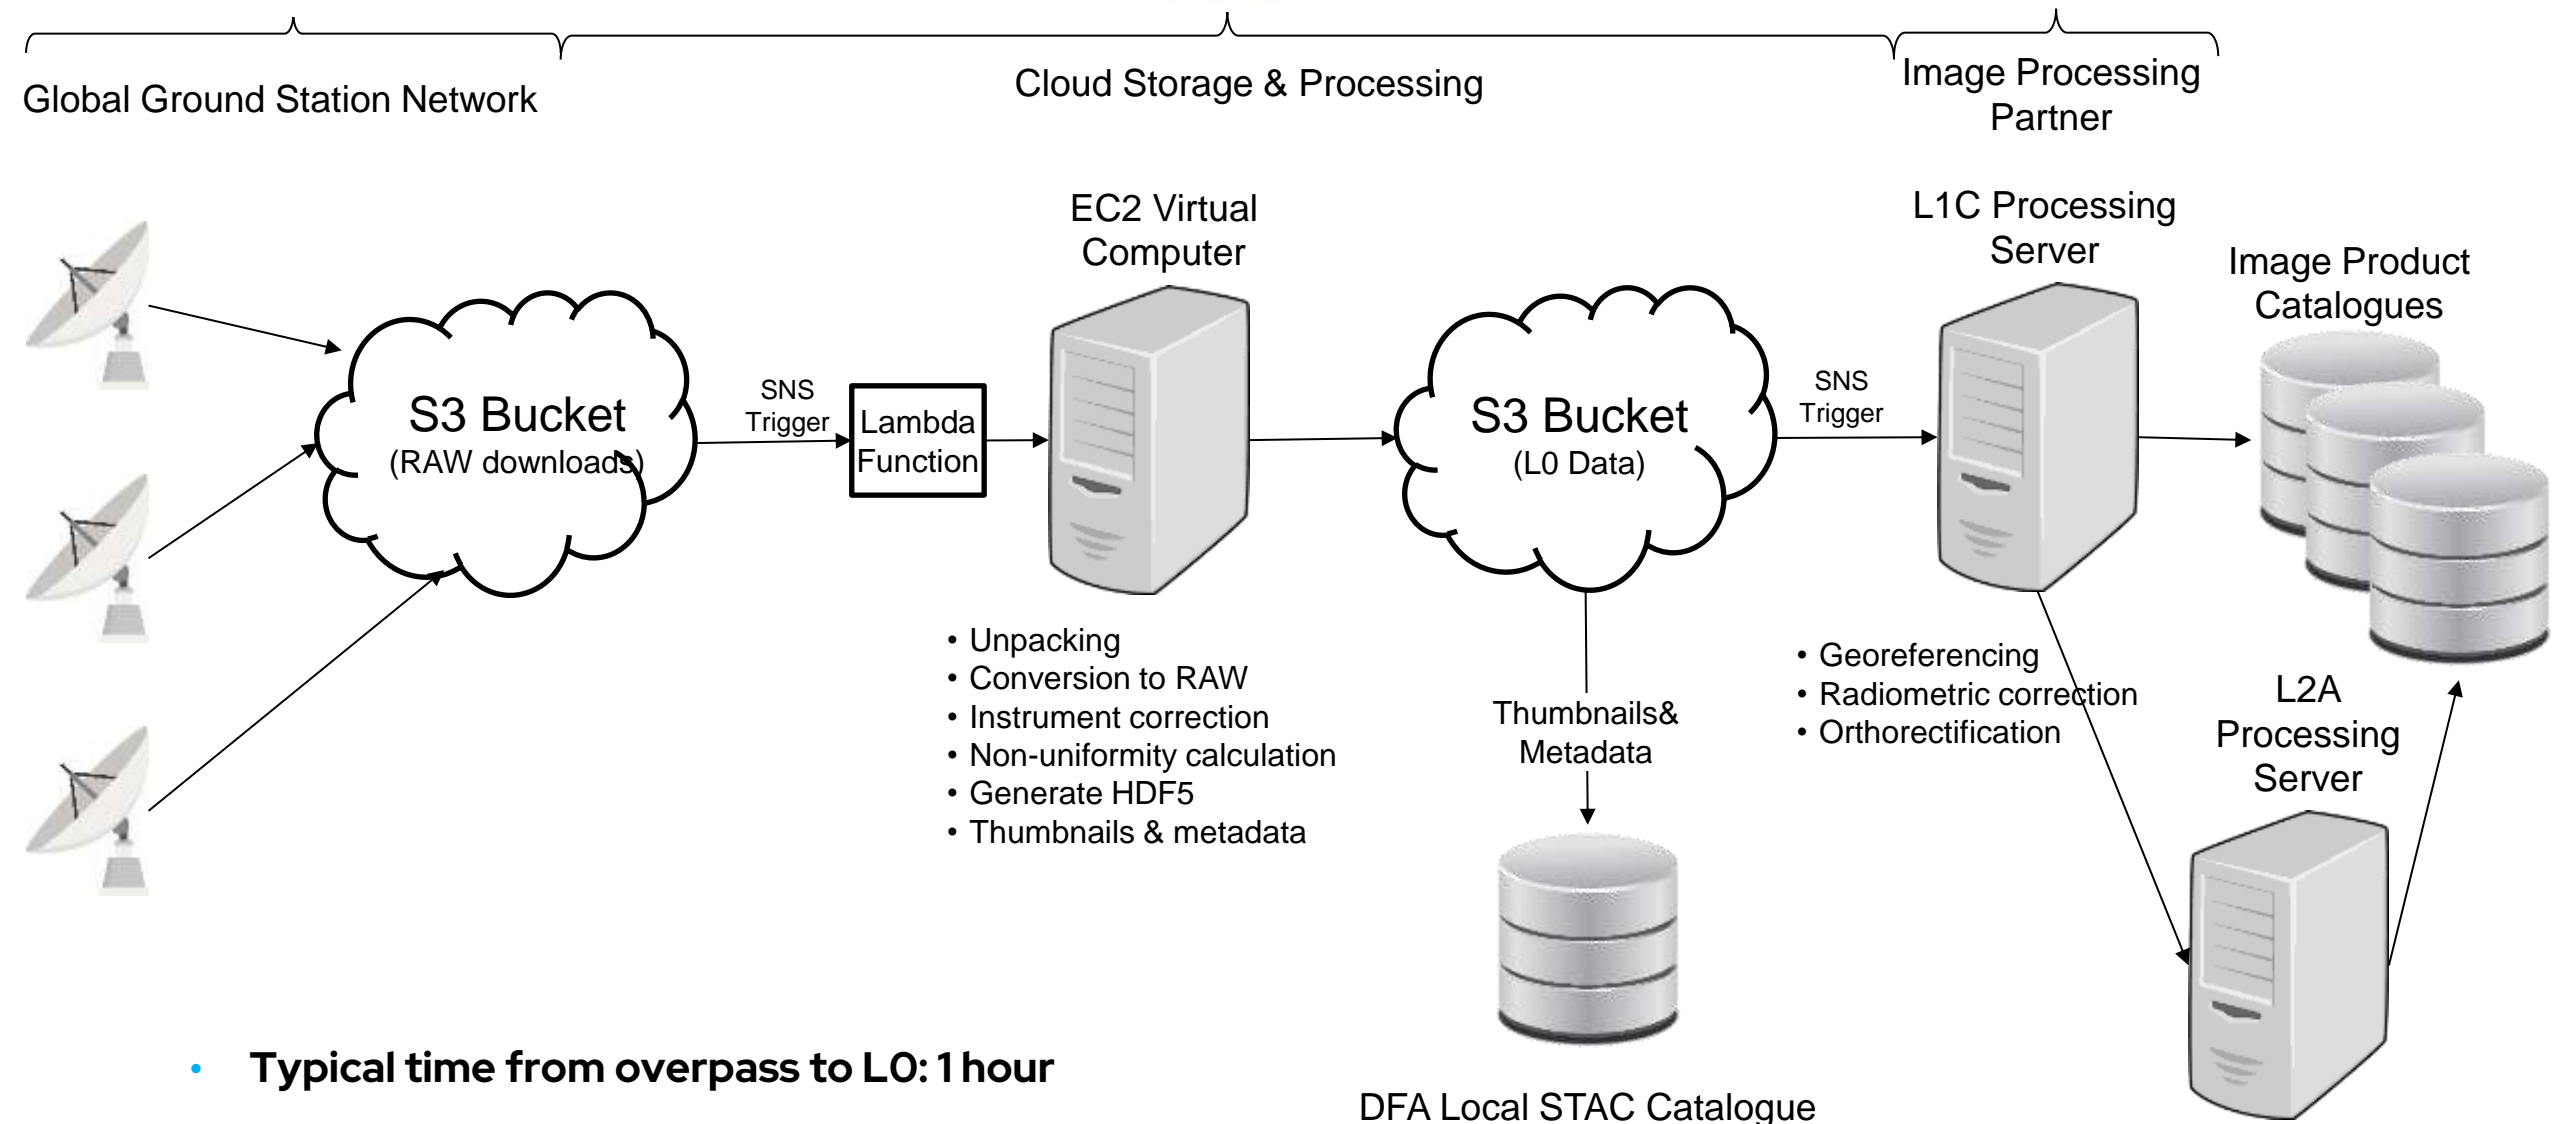 Global Ground Station Network
Cloud Storage & Processing
Image Processing
Partner
EC2 Virtual
Computer
L1C Processing
Server
Image Product
Catalogues
S3 Bucket
(RAW downloads)
SNS
Trigger
Lambda
Function
S3 Bucket
(L0 Data)
SNS
Trigger
• Unpacking
• Conversion to RAW
• Instrument correction
• Non-uniformity calculation
• Generate HDF5
• Thumbnails & metadata
Thumbnails&
Metadata
• Georeferencing
• Radiometric correction
• Orthorectification
L2A
Processing
Server
• Typical time from overpass to L0: 1 hour
DFA Local STAC Catalogue